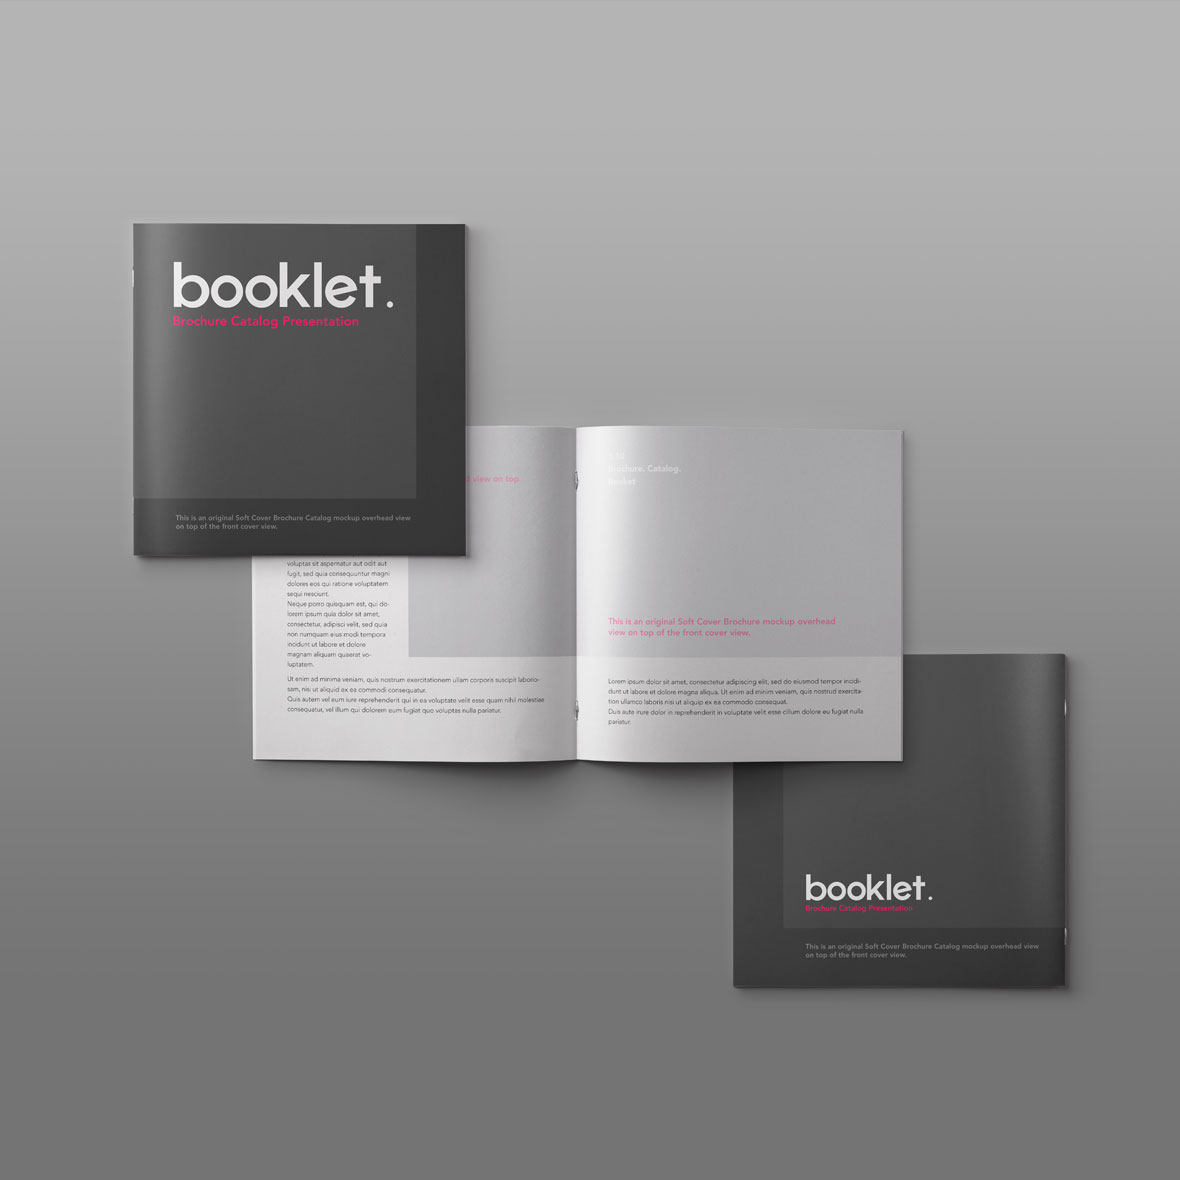 booklet.
Brochure Catalog Presentation
This is an original Soft Cover Brochure Catalog mockup overhead view
on top of the front cover view.
view on top
voluptas sit aspernatur aut odit aut
fugit, sed quia consequuntur magni
dolores eos qui ratione voluptatem
sequi nesciunt.
Neque porro quisquam est, qui do-
lorem ipsum quia dolor sit amet,
consectetur, adipisci velit, sed quia
non numquam eius modi tempora
incidunt ut labore et dolore
magnam aliquam quaerat vo-
luptatem.
Ut enim ad minima veniam, quis nostrum exercitationem ullam corporis suscipit laborio-
sam, nisi ut aliquid ex ea commodi consequatur.
Quis autem vel eum iure reprehenderit qui in ea voluptate velit esse quam nihil molestiae
consequatur, vel illum qui dolorem eum fugiat quo voluptas nulla pariatur.
Brochure. Catalog.
Booklet
This is an original Soft Cover Brochure mockup overhead
view on top of the front cover view.
Lorem ipsum dolor sit amet, consectetur adipiscing elit, sed do eiusmod tempor incidi-
dunt ut labore et dolore magna aliqua. Ut enim ad minim veniam, quis nostrud exercita-
tion ullamco laboris nisi ut aliquip ex ea commodo consequat.
Duis aute irure dolor in reprehenderit in voluptate velit esse cillum dolore eu fugiat nulla
pariatur.
booklet.
Brochure Catalog Presentation
This is an original Soft Cover Brochure Catalog mockup overhead view
on top of the front cover view.